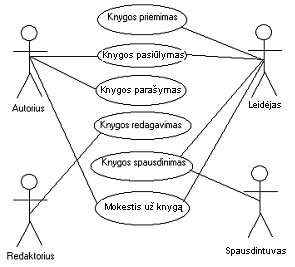 Knygos priemimas
Knygos pasiūlymas
Autorius
Leidėjas
Knygos parašymas
Knygos redagavimas
Knygos spausdinimas
Mokestis už knygą
Redaktorius
Spausdintuvas